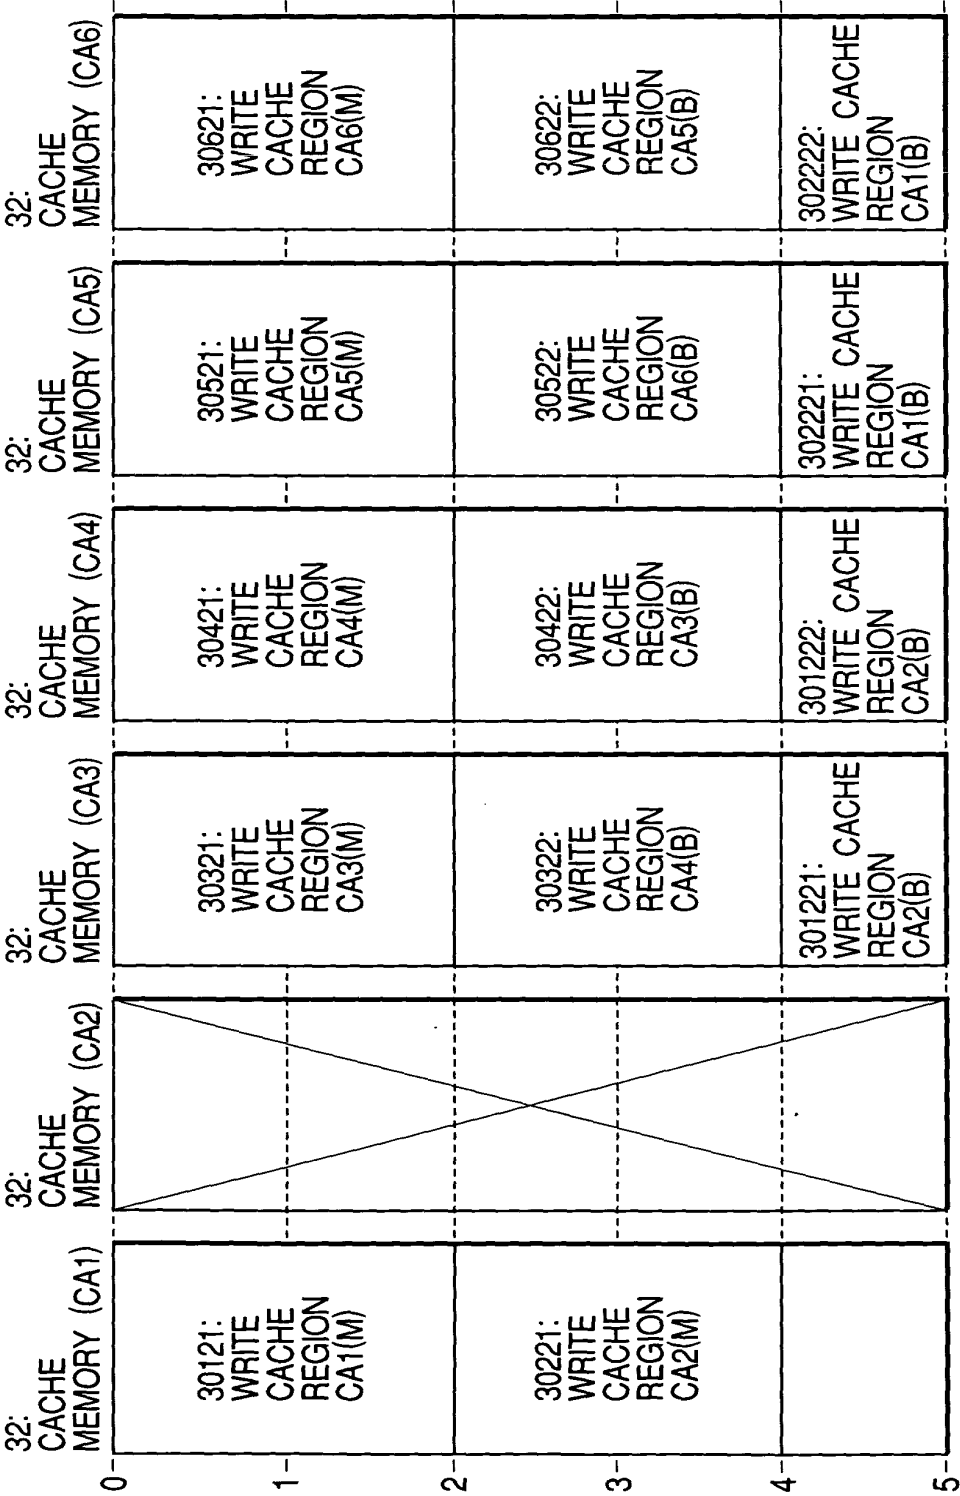 32:
CACHE
MEMORY (CA1)
32:
CACHE
MEMORY (CA2)
32:
CACHE
MEMORY (CA3)
32:
CACHE
MEMORY (CA4)
32:
CACHE
MEMORY (CA5)
32:
CACHE
MEMORY (CA6)
0
1
2
3
4
5
30121:
WRITE
CACHE
REGION
CA1(M)
30321:
WRITE
CACHE
REGION
CA3(M)
30421:
WRITE
CACHE
REGION
CA4(M)
30521:
WRITE
CACHE
REGION
CA5(M)
30621:
WRITE
CACHE
REGION
CA6(M)
30221:
WRITE
CACHE
REGION
CA2(M)
30322:
WRITE
CACHE
REGION
CA4(B)
30422:
WRITE
CACHE
REGION
CA3(B)
30522:
WRITE
CACHE
REGION
CA6(B)
30622:
WRITE
CACHE
REGION
CA5(B)
301221:
WRITE CACHE
REGION
CA2(B)
301222:
WRITE CACHE
REGION
CA2(B)
302221:
WRITE CACHE
REGION
CA1(B)
302222:
WRITE CACHE
REGION
CA1(B)